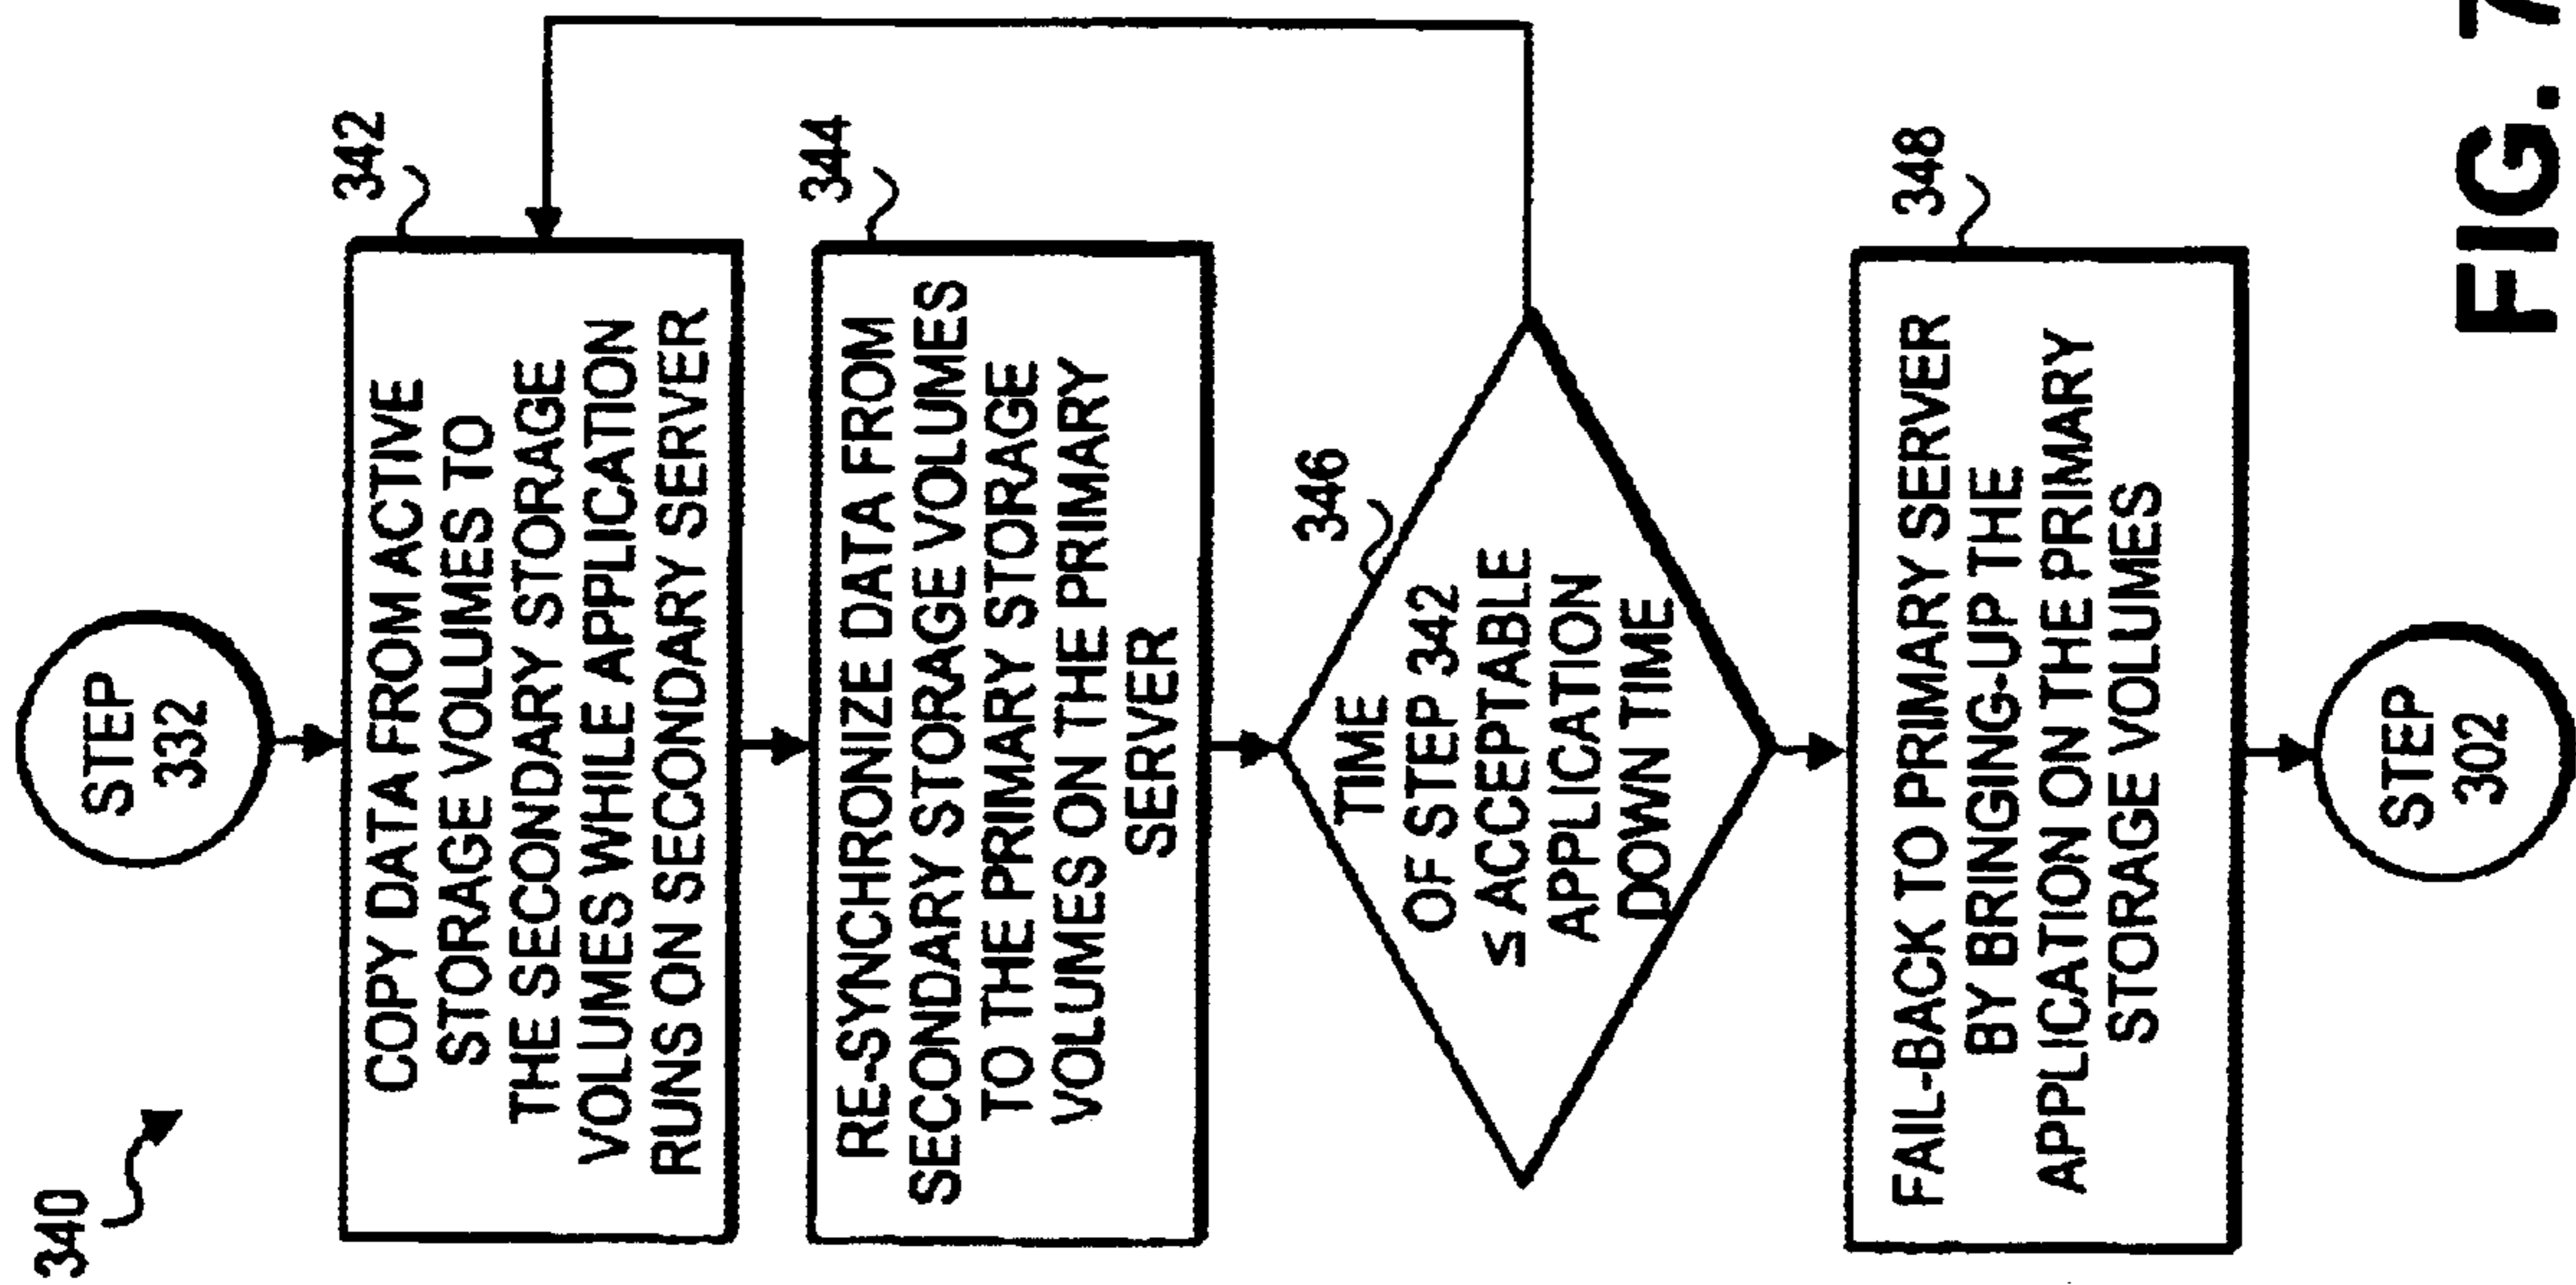 340
STEP
332
342
COPY DATA FROM ACTIVE
STORAGE VOLUMES TO
THE SECONDARY STORAGE
VOLUMES WHILE APPLICATION
RUNS ON SECONDARY SERVER
344
RE-SYNCHRONIZE DATA FROM
SECONDARY STORAGE VOLUMES
TO THE PRIMARY STORAGE
VOLUMES ON THE PRIMARY
SERVER
346
TIME
OF STEP 342
≤ ACCEPTABLE
APPLICATION
DOWN TIME
348
FAIL-BACK TO PRIMARY SERVER
BY BRINGING-UP THE
APPLICATION ON THE PRIMARY
STORAGE VOLUMES
STEP
302
FIG. 7